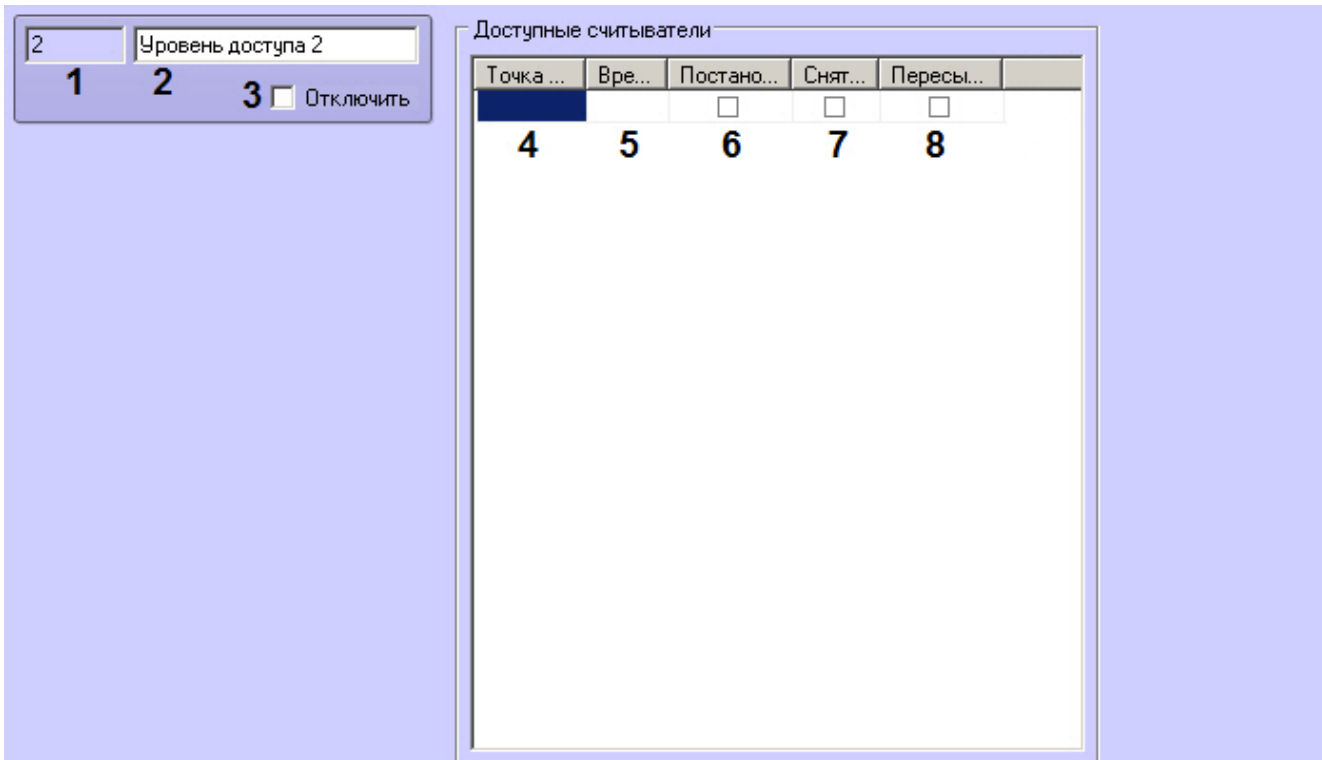 2 Уровень доступа 2
1 2
3 Отключить
Доступные считыватели
Точка ... Вре... Постано... Снят... Пересы...
4 5 6 7 8